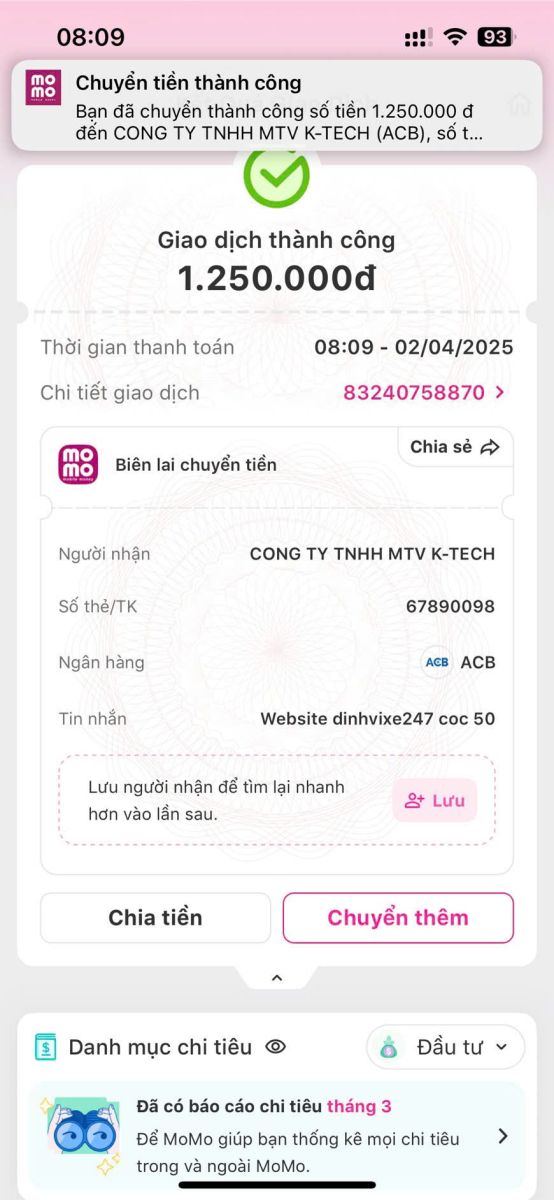 08:09
93
mo mo
Chuyển tiền thành công
Bạn đã chuyển thành công số tiền 1.250.000 đ
đến CONG TY TNHH MTV K-TECH (ACB), số t...
Giao dịch thành công
1.250.000đ
Thời gian thanh toán 08:09 - 02/04/2025
Chi tiết giao dịch 83240758870
Chia sẻ
mo mo
mobile money
Biên lai chuyển tiền
Người nhận CONG TY TNHH MTV K-TECH
Số thẻ/TK 67890098
Ngân hàng ACB ACB
Tin nhắn Website dinhvixe247 coc 50
Lưu người nhận để tìm lại nhanh
hơn vào lần sau.
Lưu
Chia tiền Chuyển thêm
Danh mục chi tiêu Đầu tư
Đã có báo cáo chi tiêu tháng 3
Để MoMo giúp bạn thống kê mọi chi tiêu
trong và ngoài MoMo.